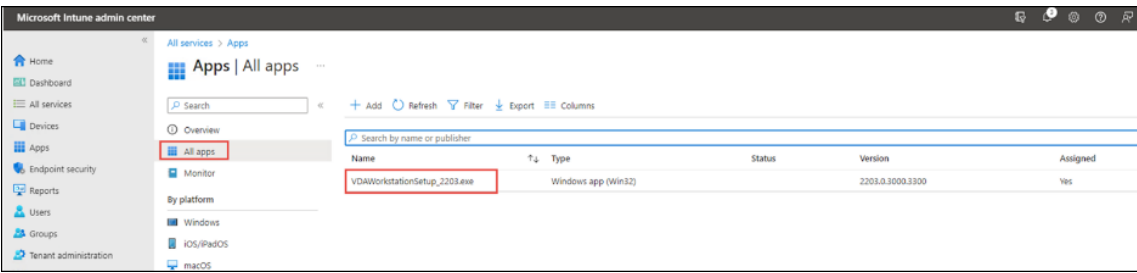 Microsoft Intune admin center
1
«
Home
Dashboard
All services
Devices
Apps
Endpoint security
Reports
Users
Groups
Tenant administration
All services > Apps
Apps | All apps ...
Search «
Overview
All apps
Monitor
By platform
Windows
iOS/iPadOS
macOS
+ Add Refresh Filter Export Columns
Search by name or publisher
Name ↑↓ Type Status Version Assigned
VDAWorkstationSetup_2203.exe Windows app (Win32) 2203.0.3000.3300 Yes